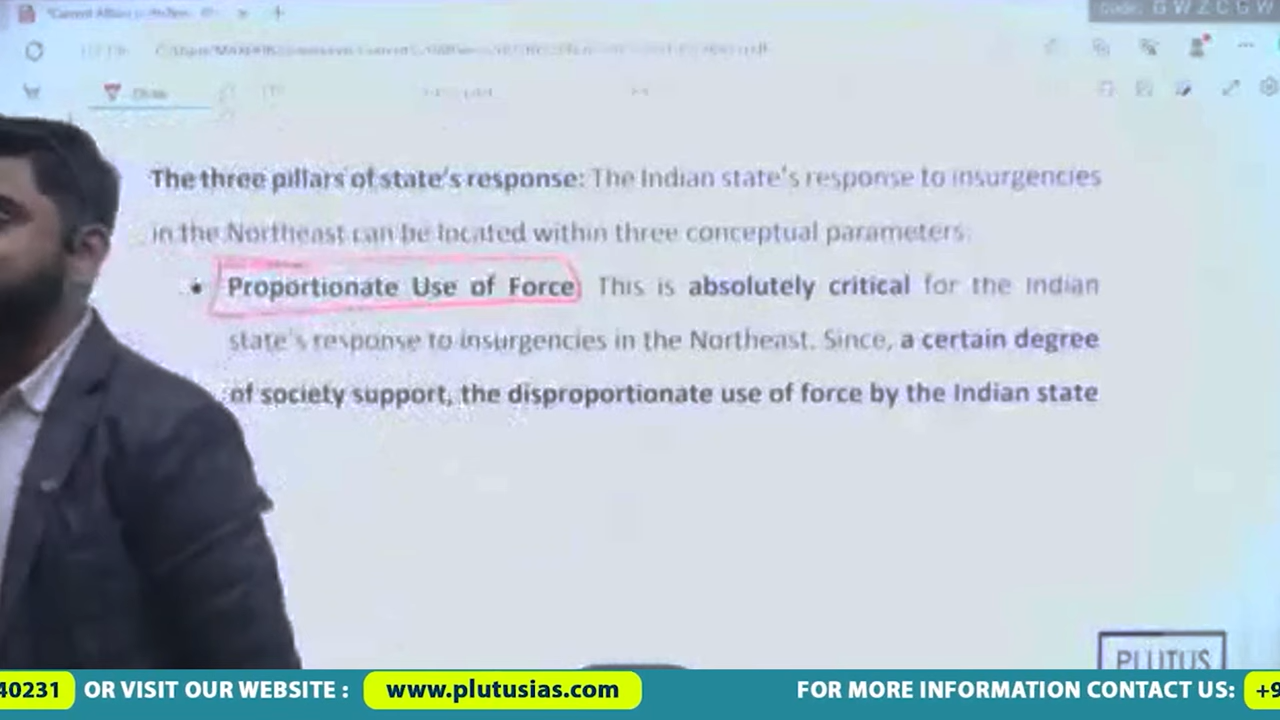 Code: G W Z C G W
Draw
The three pillars of state's response: The Indian state's response to insurgencies
in the Northeast can be located within three conceptual parameters.
• Proportionate Use of Force This is absolutely critical for the Indian
state's response to insurgencies in the Northeast. Since, a certain degree
of society support, the disproportionate use of force by the Indian state
PLUTUS
40231 OR VISIT OUR WEBSITE : www.plutusias.com FOR MORE INFORMATION CONTACT US: +9